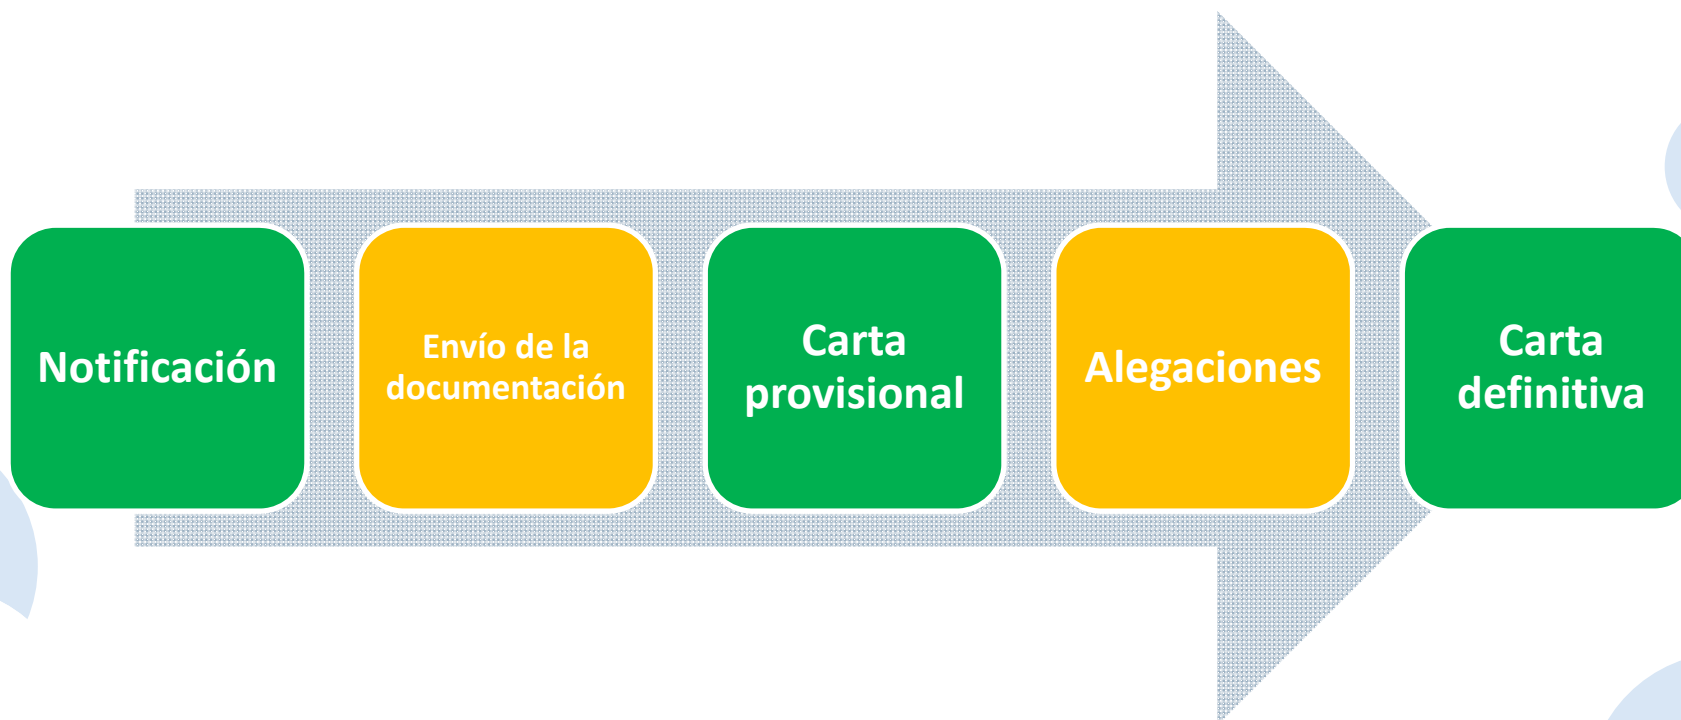 Notificación
Envío de la
documentación
Carta
provisional
Alegaciones
Carta
definitiva